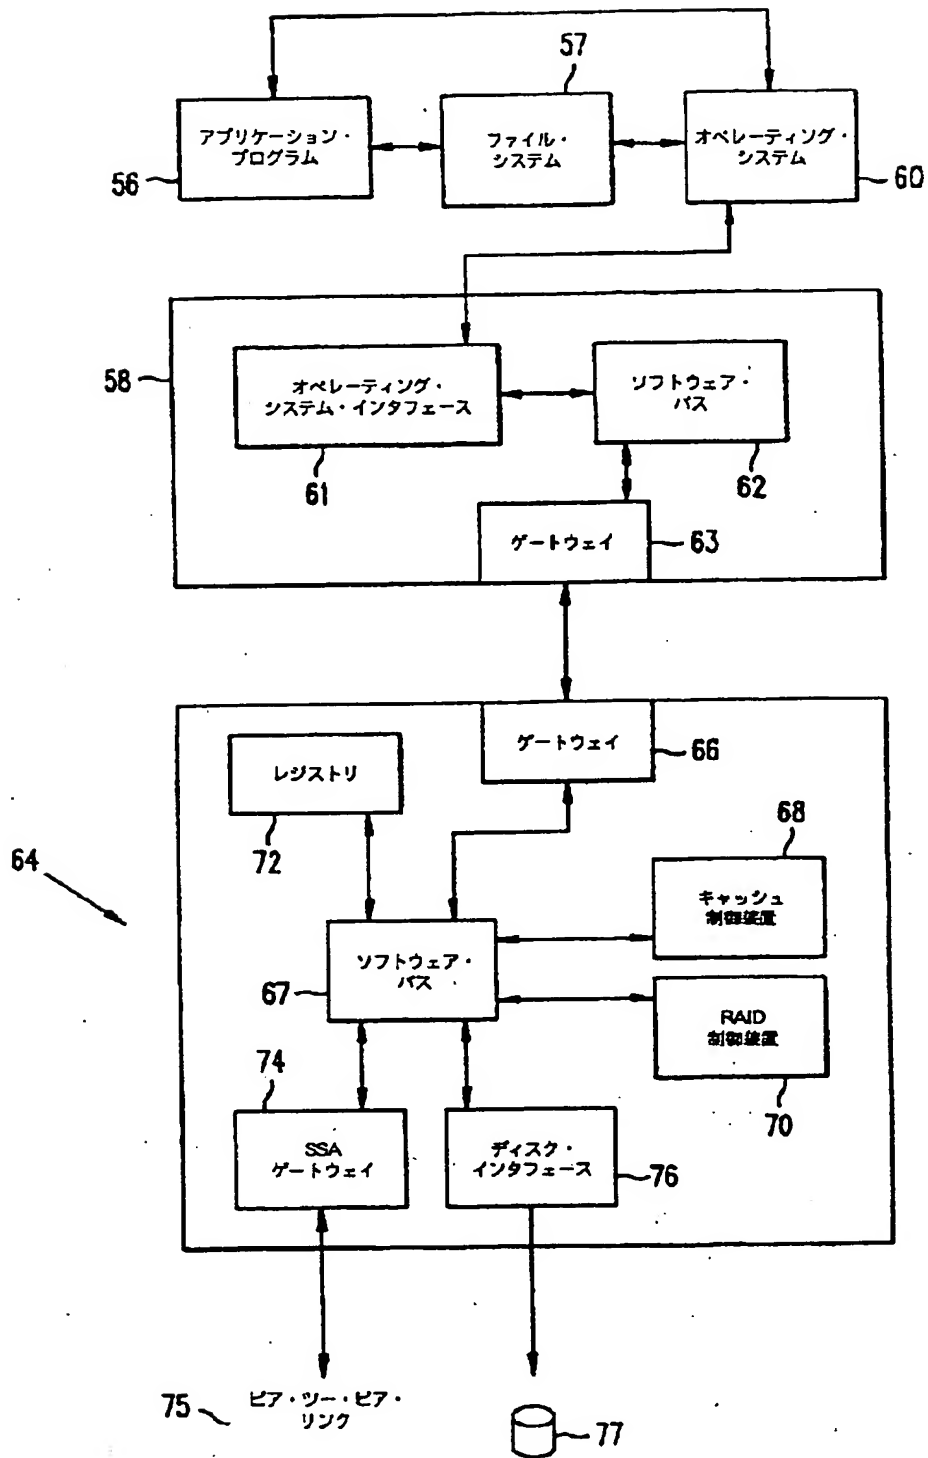 57
アプリケーション・
プログラム
ファイル・
システム
オペレーティング・
システム
56
60
58
オペレーティング・
システム・インタフェース
ソフトウェア・
バス
61
62
ゲートウェイ
63
ゲートウェイ
66
レジストリ
72
68
64
キャッシュ
制御装置
ソフトウェア・
バス
67
RAID
制御装置
74
70
SSA
ゲートウェイ
ディスク・
インタフェース
76
75
ピア・ツー・ピア・
リンク
77